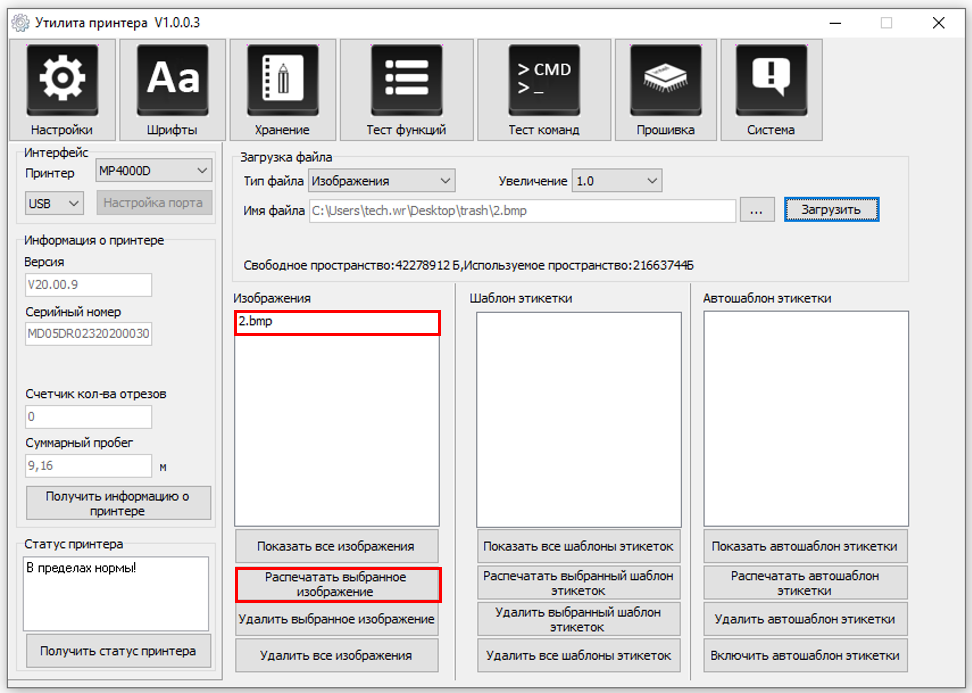 Утилита принтера V1.0.0.3
Aa
> CMD
> _
Настройки
Шрифты
Хранение
Тест функций
Тест команд
Прошивка
Система
Интерфейс
Принтер
MP4000D
USB
Настройка порта
Информация о принтере
Версия
V20.00.9
Серийный номер
MD05DR02320200030
Счетчик кол-ва отрезов
0
Суммарный пробег
9,16 м
Получить информацию о
принтере
Статус принтера
В пределах нормы!
Получить статус принтера
Загрузка файла
Тип файла Изображения Увеличение 1.0
Имя файла C:\Users\tech.wr\Desktop\trash\2.bmp ... Загрузить
Свободное пространство:42278912 Б,Используемое пространство:2166374​4Б
Изображения
2.bmp
Показать все изображения
Распечатать выбранное
изображение
Удалить выбранное изображение
Удалить все изображения
Шаблон этикетки
Показать все шаблоны этикеток
Распечатать выбранный шаблон
этикеток
Удалить выбранный шаблон
этикеток
Удалить все шаблоны этикеток
Автошаблон этикетки
Показать автошаблон этикетки
Распечатать автошаблон
этикетки
Удалить автошаблон этикетки
Включить автошаблон этикетки